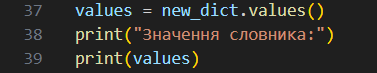 37 values = new_dict.values()
38 print("Значення словника:")
39 print(values)